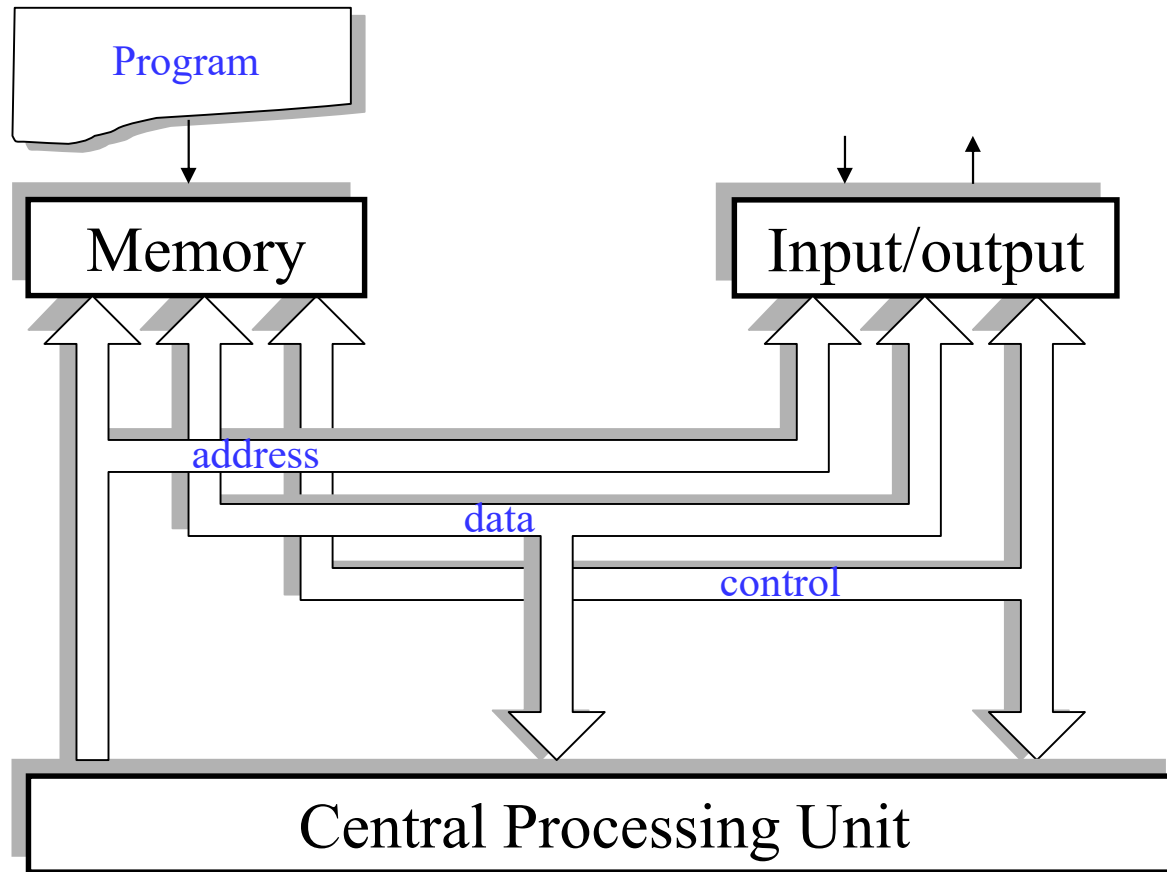 Program
Memory
Input/output
address
data
control
Central Processing Unit